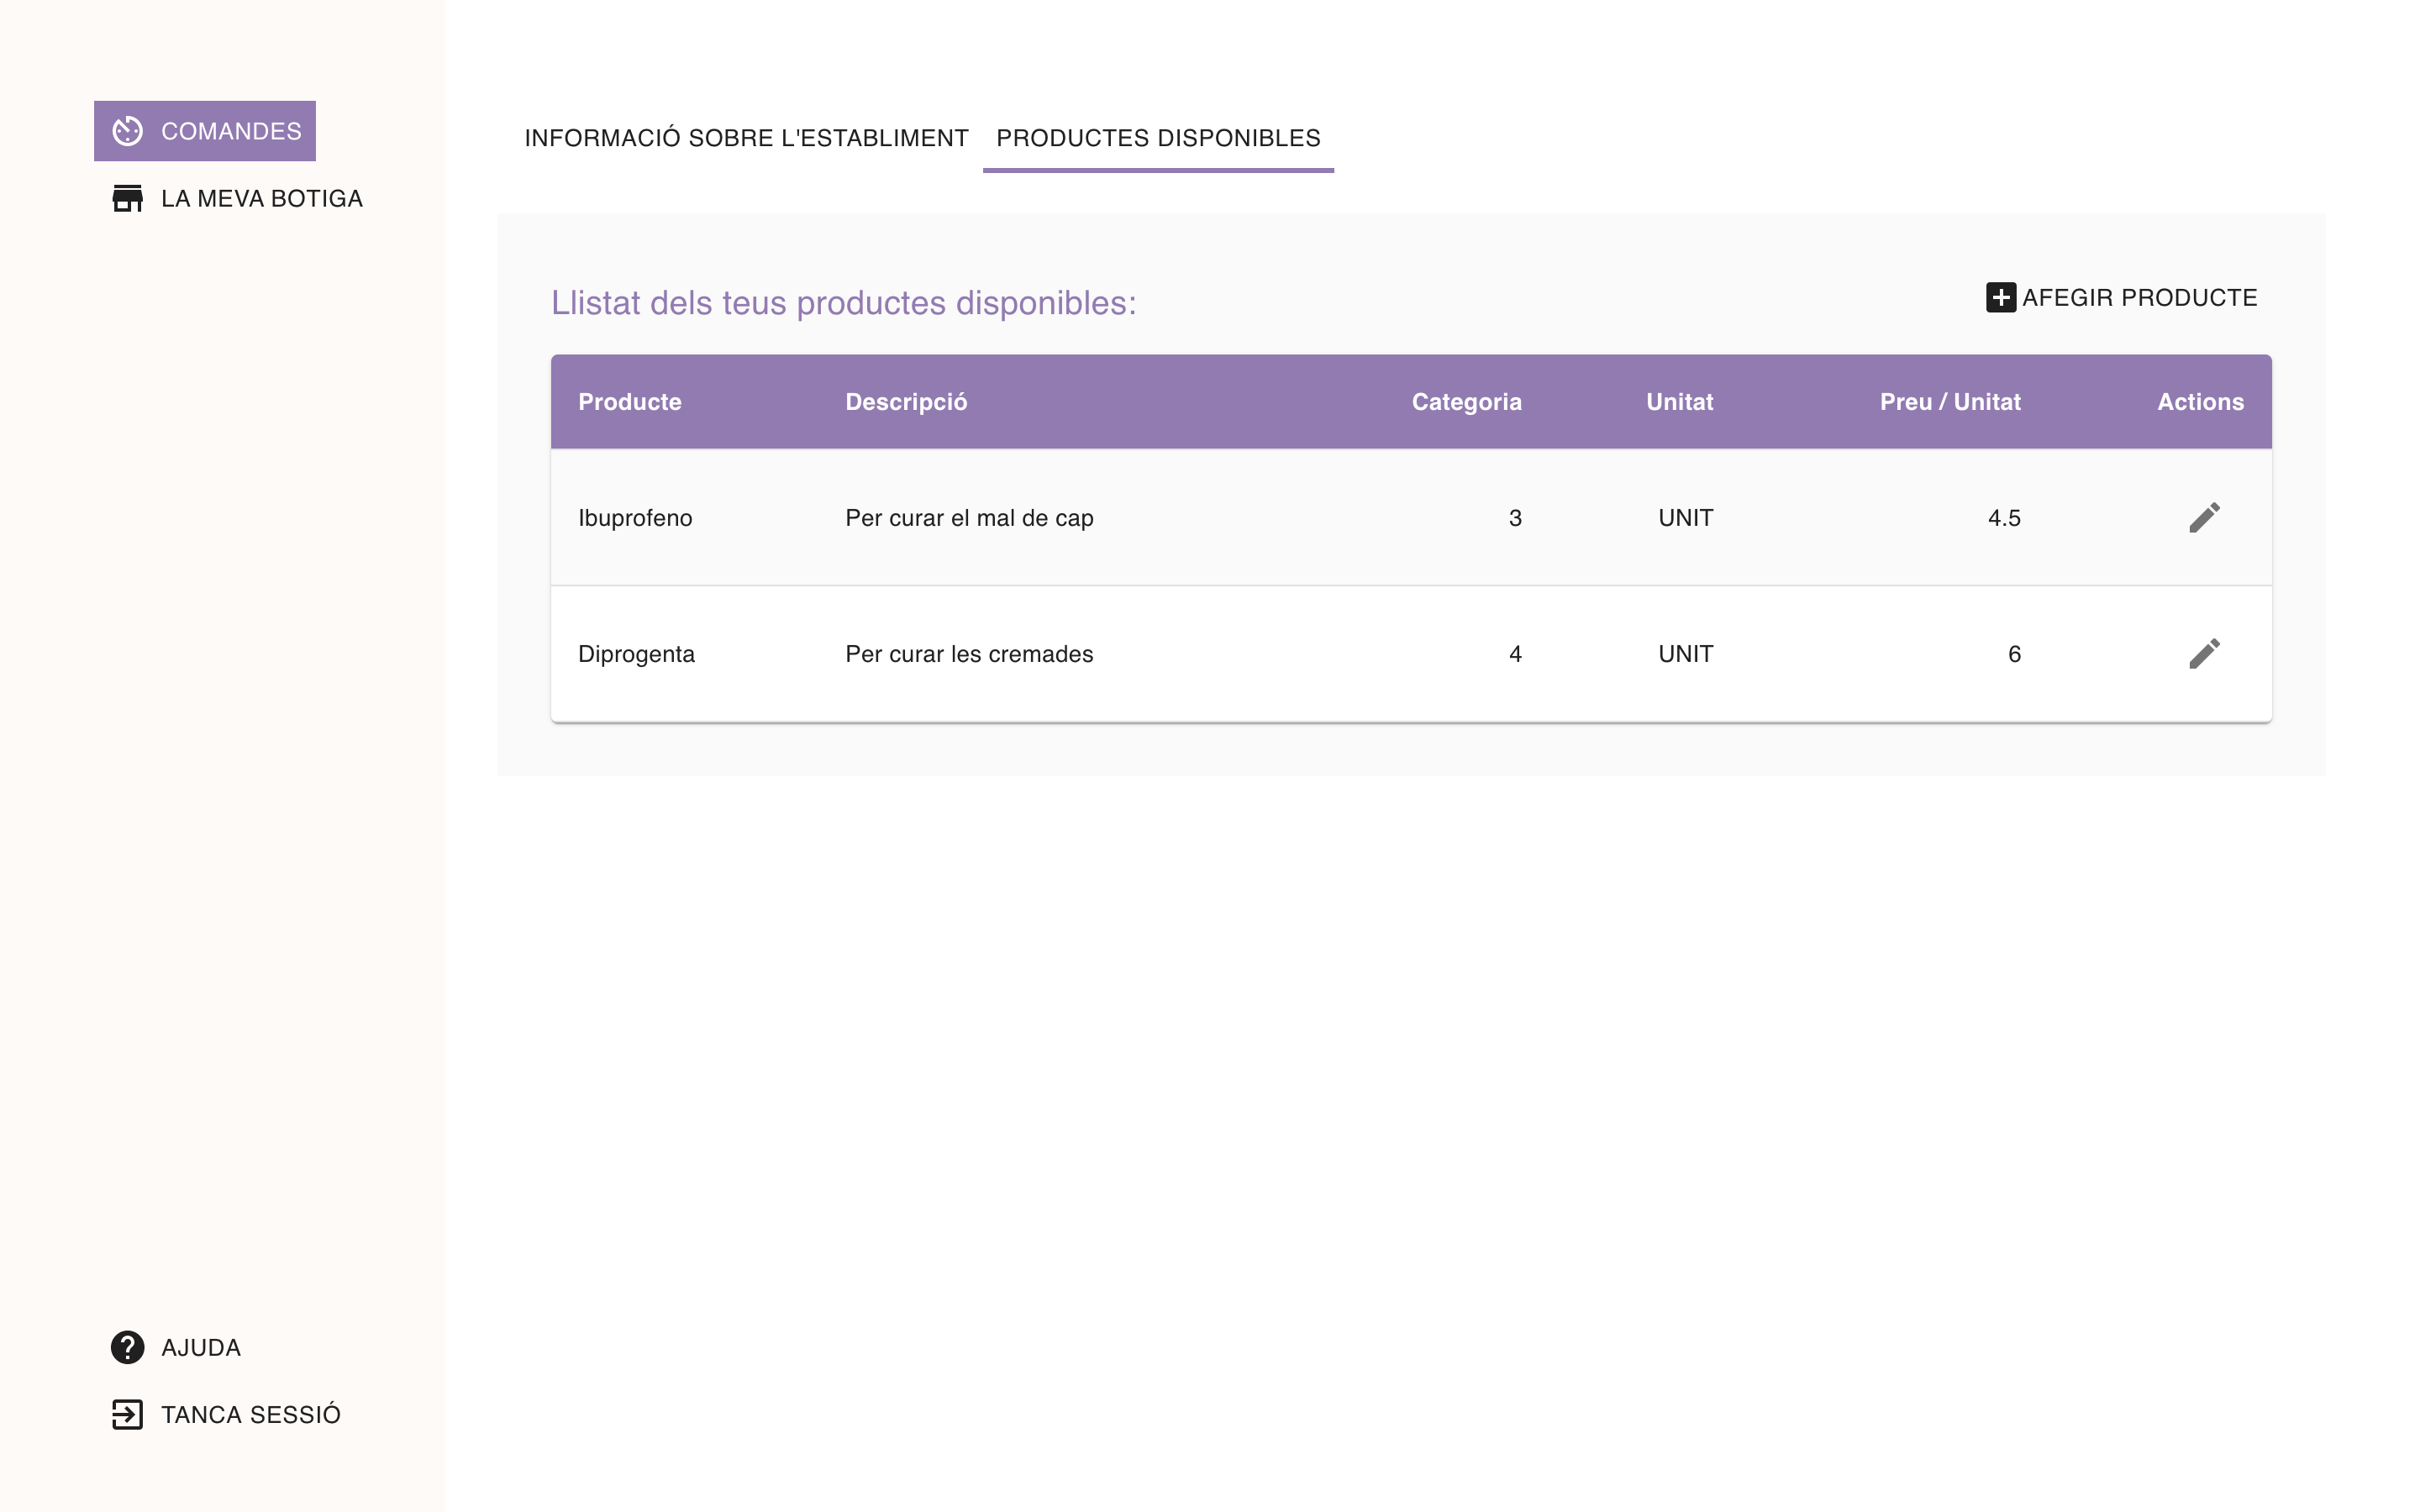 COMANDES
LA MEVA BOTIGA
INFORMACIÓ SOBRE L'ESTABLIMENT PRODUCTES DISPONIBLES
Llistat dels teus productes disponibles:
AFEGIR PRODUCTE
Producte Descripció Categoria Unitat Preu / Unitat Actions
Ibuprofeno Per curar el mal de cap 3 UNIT 4.5
Diprogenta Per curar les cremades 4 UNIT 6
AJUDA
TANCA SESSIÓ